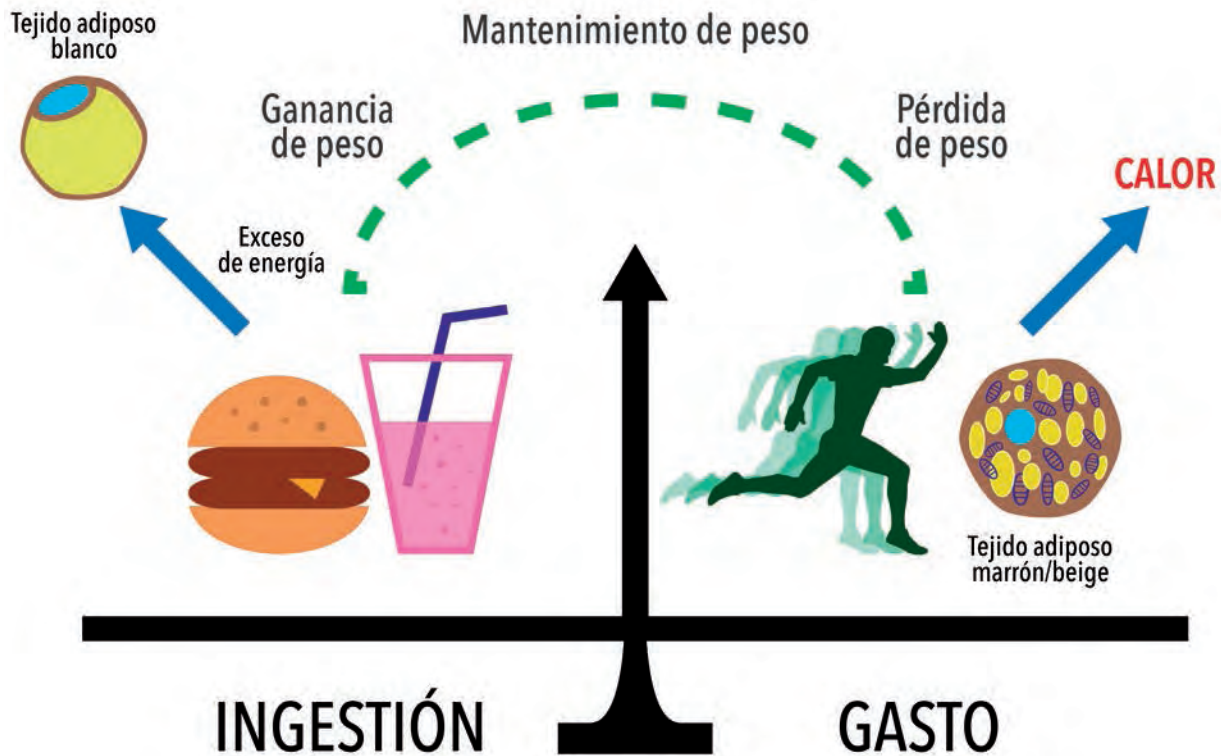 Tejido adiposo
blanco
Mantenimiento de peso
Ganancia
de peso
Pérdida
de peso
CALOR
Exceso
de energía
Tejido adiposo
marrón/beige
INGESTIÓN
GASTO